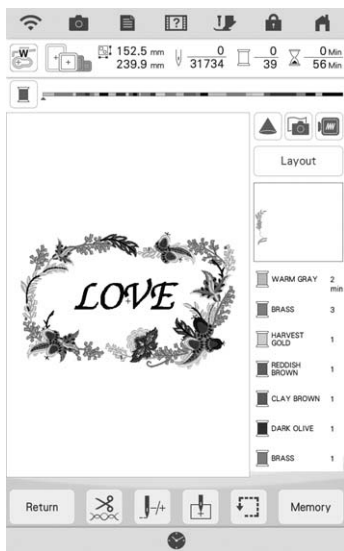 W
152.5 mm
239.9 mm
0
31734
0
39
0 Min
56 Min
Layout
LOVE
WARM GRAY 2 min
BRASS 3
HARVEST GOLD 1
REDDISH BROWN 1
CLAY BROWN 1
DARK OLIVE 1
BRASS 1
Return
-/+
Memory